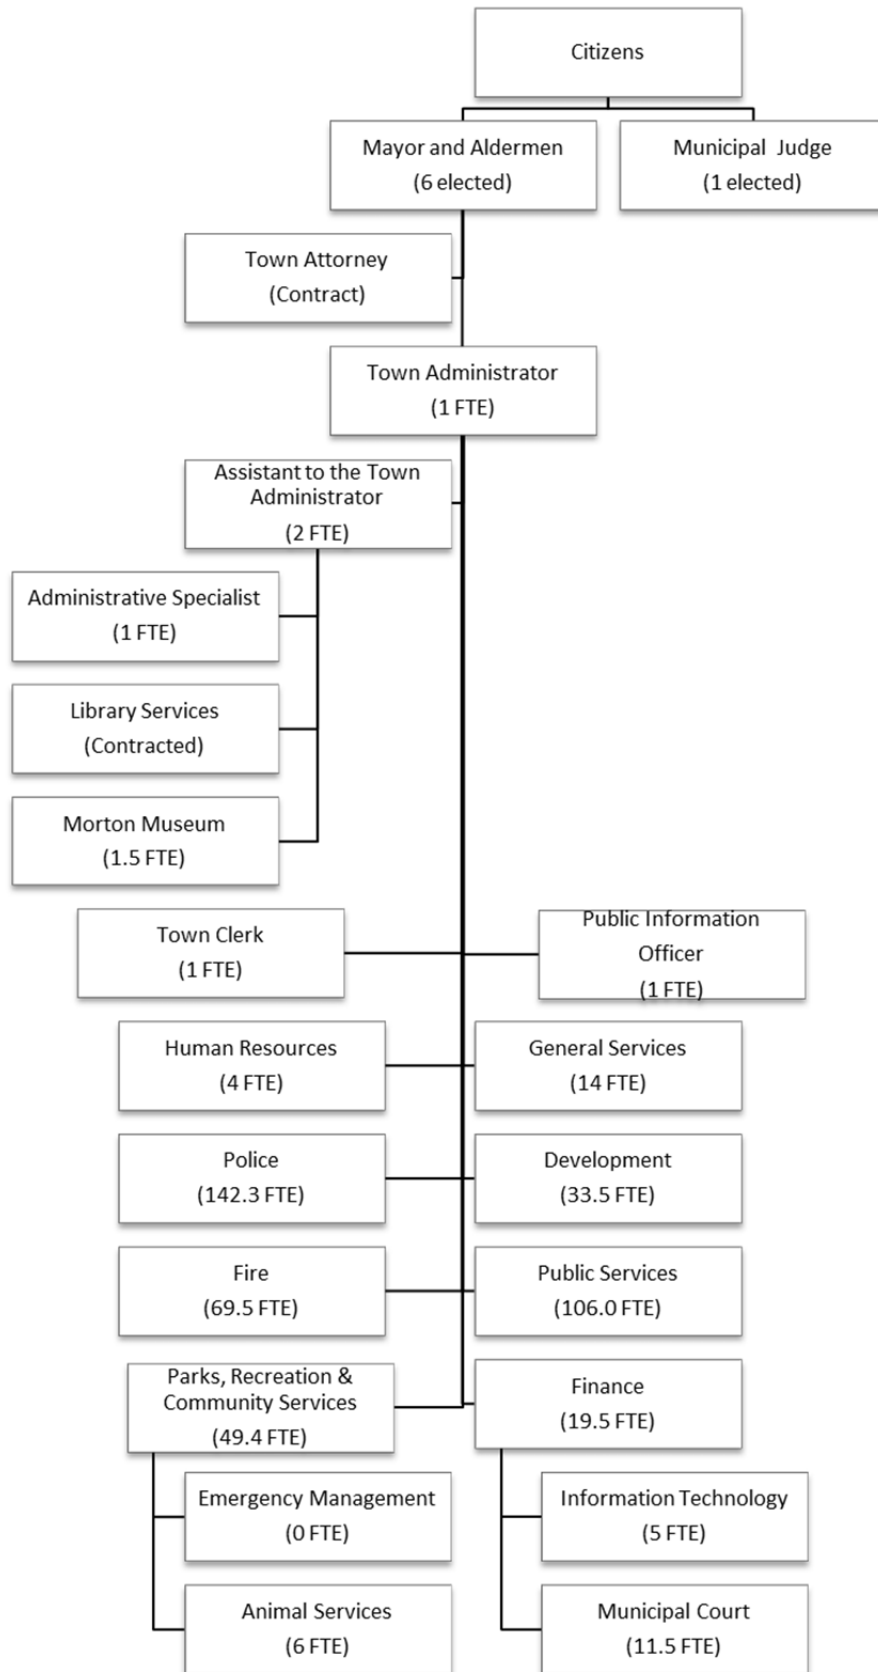 Citizens
Mayor and Aldermen
(6 elected)
Municipal Judge
(1 elected)
Town Attorney
(Contract)
Town Administrator
(1 FTE)
Assistant to the Town
Administrator
(2 FTE)
Administrative Specialist
(1 FTE)
Library Services
(Contracted)
Morton Museum
(1.5 FTE)
Town Clerk
(1 FTE)
Public Information
Officer
(1 FTE)
Human Resources
(4 FTE)
General Services
(14 FTE)
Police
(142.3 FTE)
Development
(33.5 FTE)
Fire
(69.5 FTE)
Public Services
(106.0 FTE)
Parks, Recreation &
Community Services
(49.4 FTE)
Finance
(19.5 FTE)
Emergency Management
(0 FTE)
Information Technology
(5 FTE)
Animal Services
(6 FTE)
Municipal Court
(11.5 FTE)